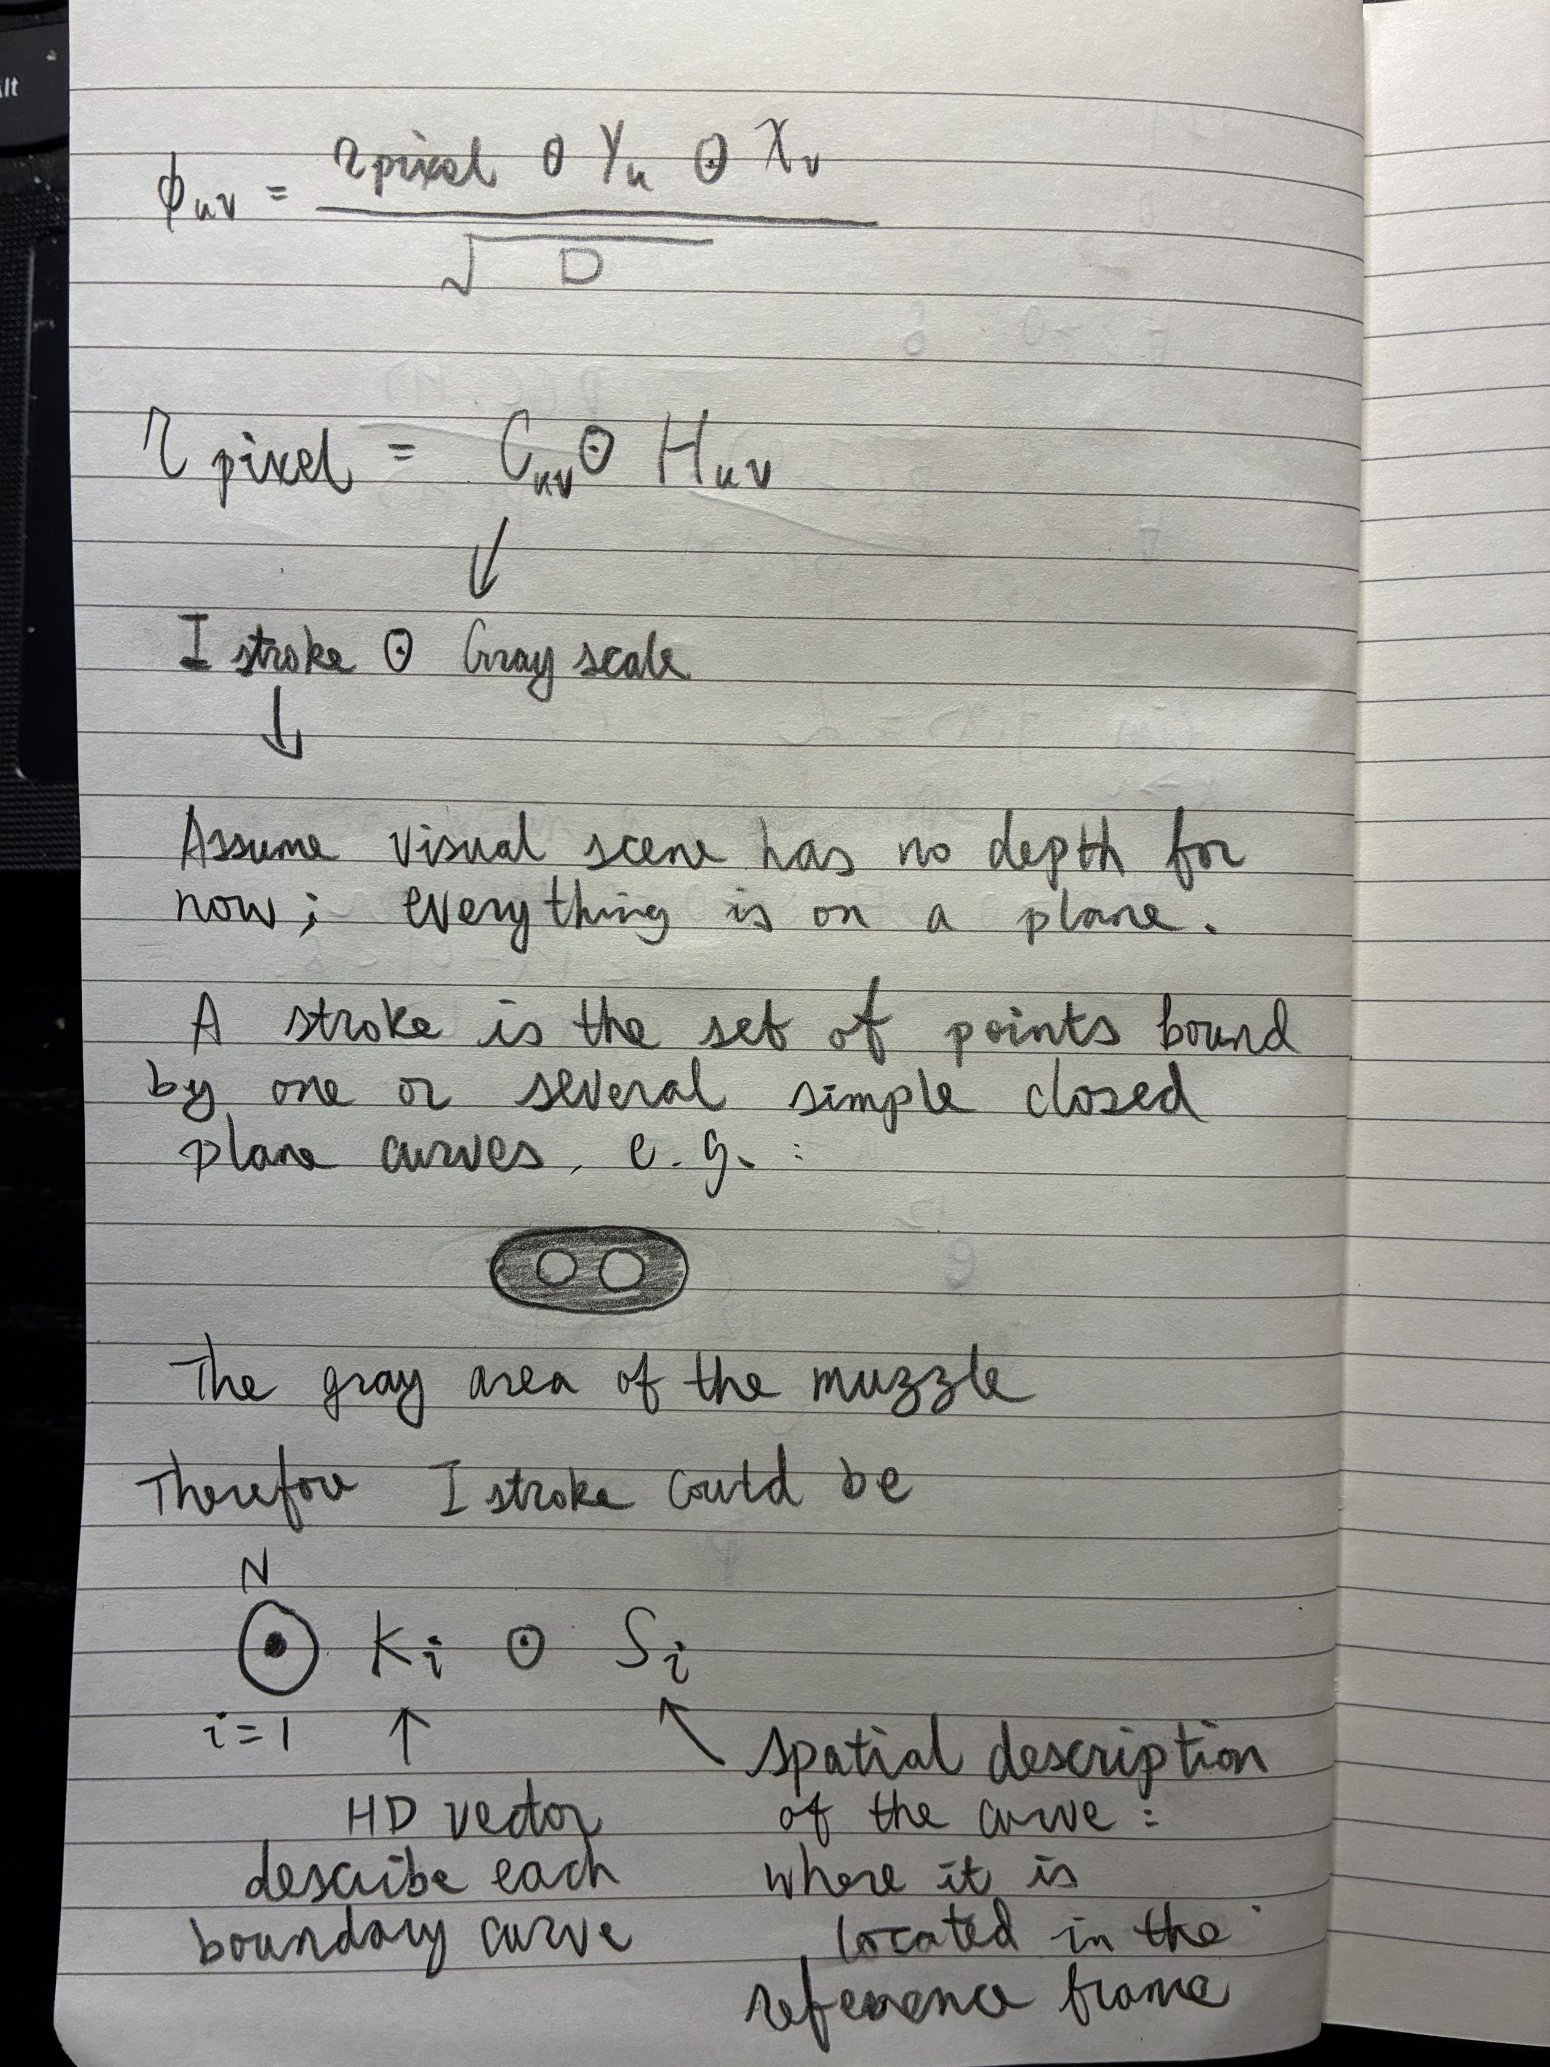 lt
ϕuv = r pixel ⊙ Yu ⊙ Xv
√D
r pixel = Cuv ⊙ Huv
↓
I stroke ⊙ Gray scale
↓
Assume visual scene has no depth for
now; everything is on a plane.
A stroke is the set of points bound
by one or several simple closed
plane curves, e.g. :
The gray area of the muzzle
Therefore I stroke could be
N
⊙ Ki ⊙ Si
i=1
HD vector
describe each
boundary curve
spatial description
of the curve :
where it is
located in the
reference frame